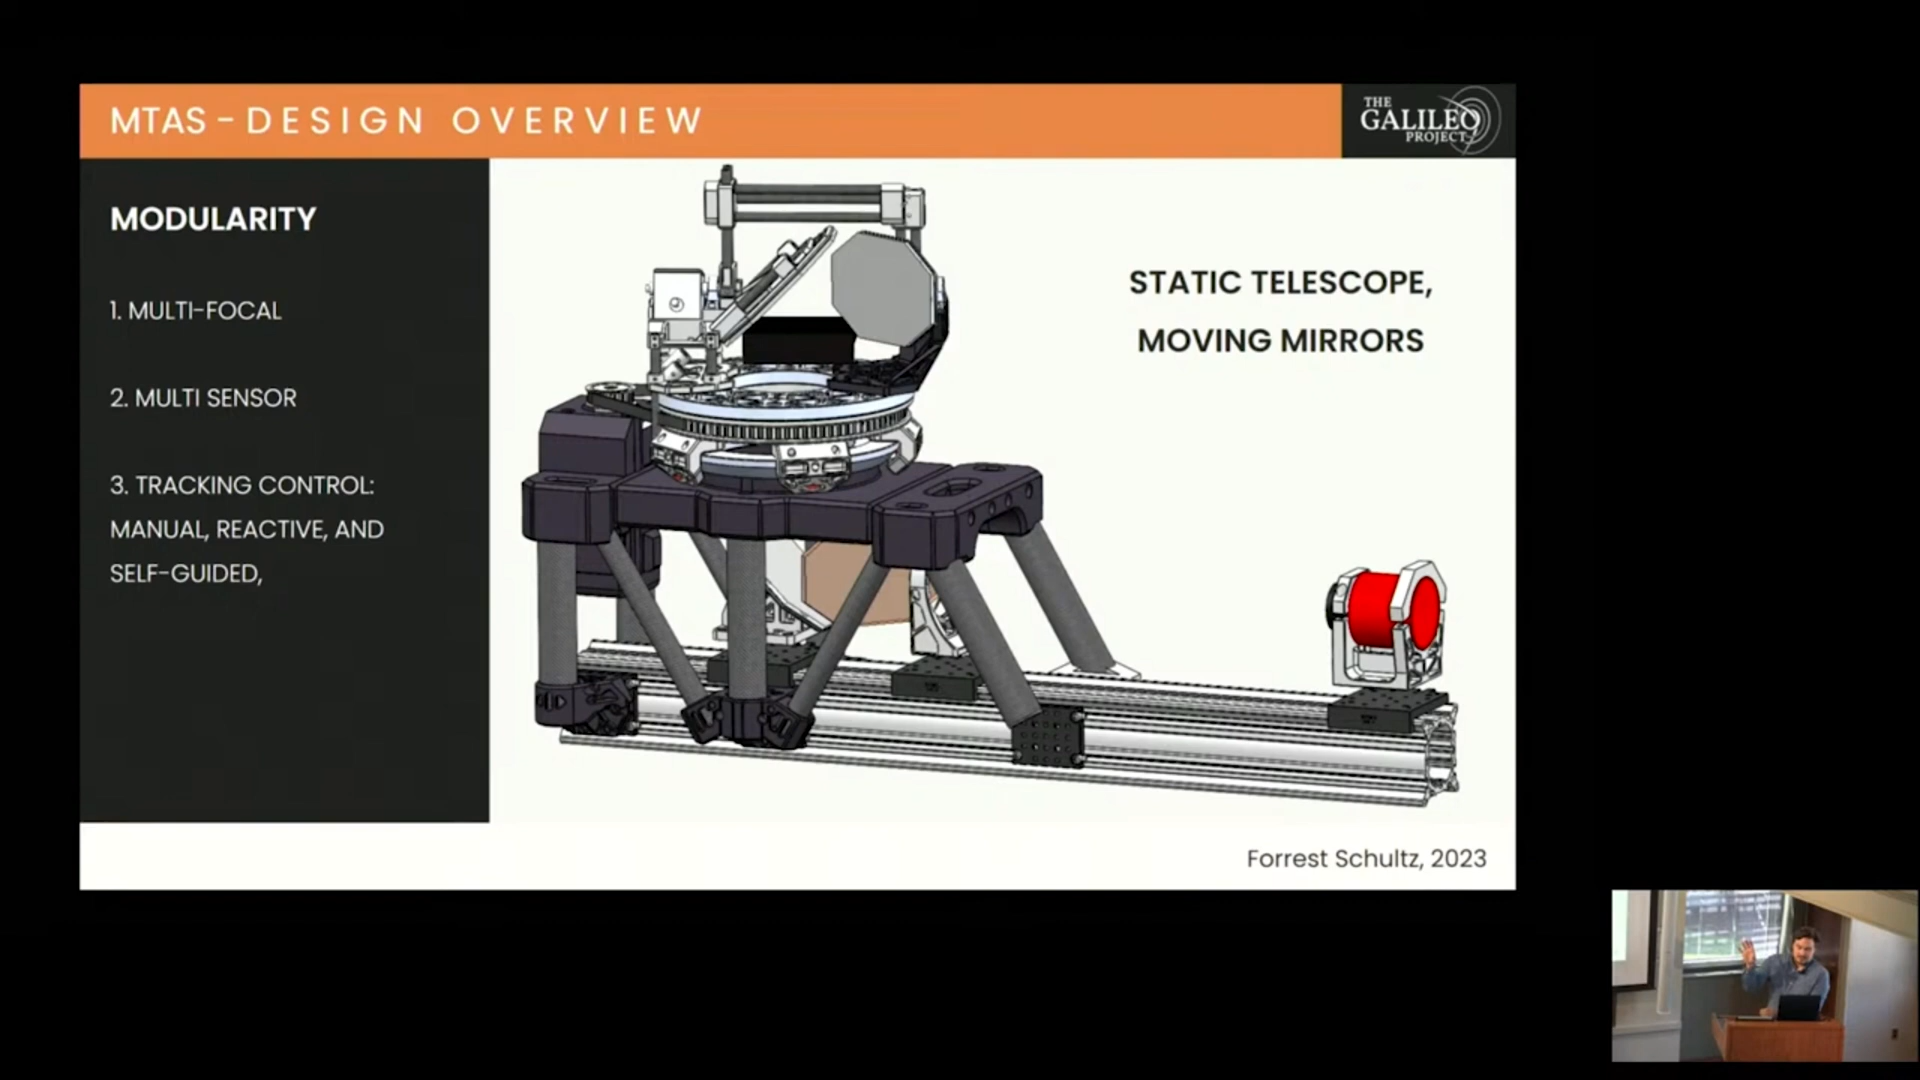 MTAS - DESIGN OVERVIEW
THE
GALILEO
PROJECT
MODULARITY
1. MULTI-FOCAL
2. MULTI SENSOR
3. TRACKING CONTROL:
MANUAL, REACTIVE, AND
SELF-GUIDED,
STATIC TELESCOPE,
MOVING MIRRORS
Forrest Schultz, 2023